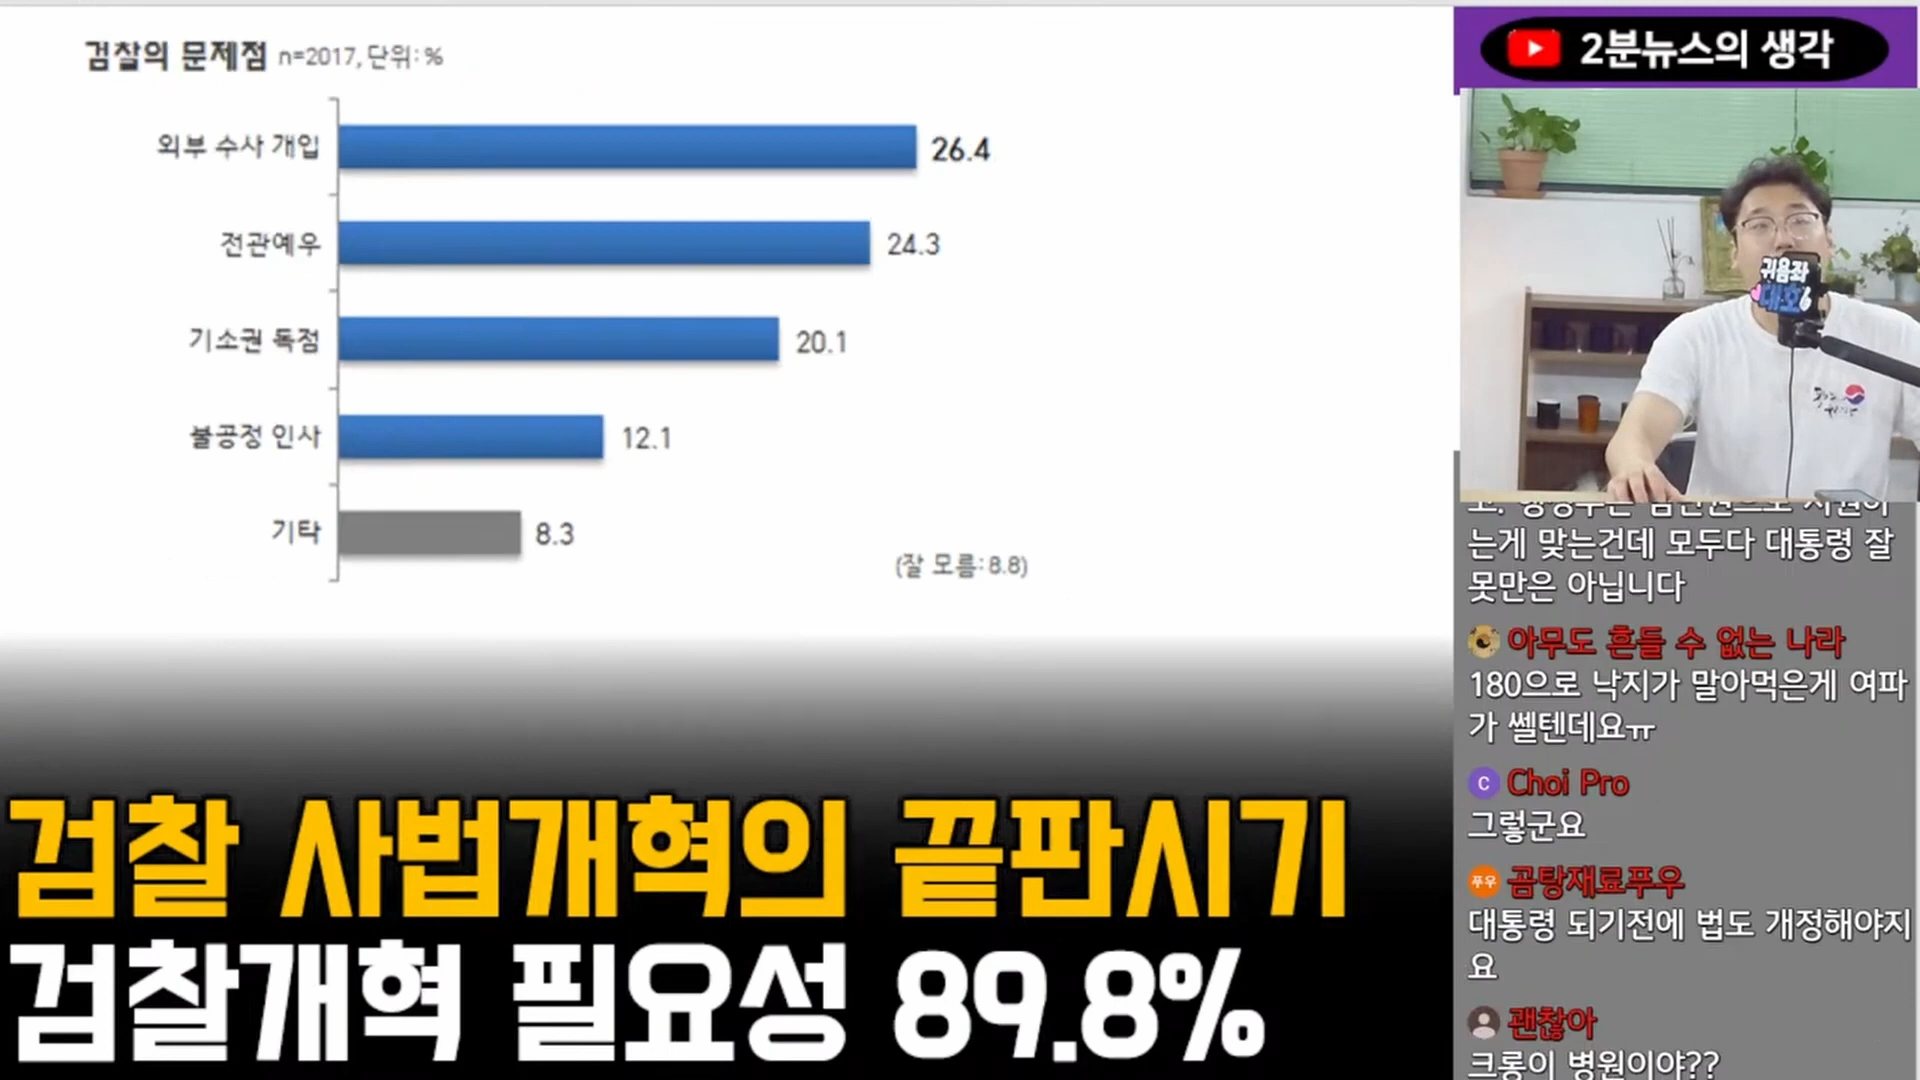 검찰의 문제점 n=2017, 단위: %
외부 수사 개입 26.4
전관예우 24.3
기소권 독점 20.1
불공정 인사 12.1
기탁 8.3
(잘 모름: 8.8)
검찰 사법개혁의 끝판시기
검찰개혁 필요성 89.8%
2분뉴스의 생각
귀욤좌
대호
는게 맞는건데 모두다 대통령 잘
못만은 아닙니다
아무도 흔들 수 없는 나라
180으로 낙지가 말아먹은게 여파
가 쎌텐데요ㅠ
C Choi Pro
그렇군요
푸우 곰탕재료푸우
대통령 되기전에 법도 개정해야지
요
괜찮아
크롱이 병원이야??